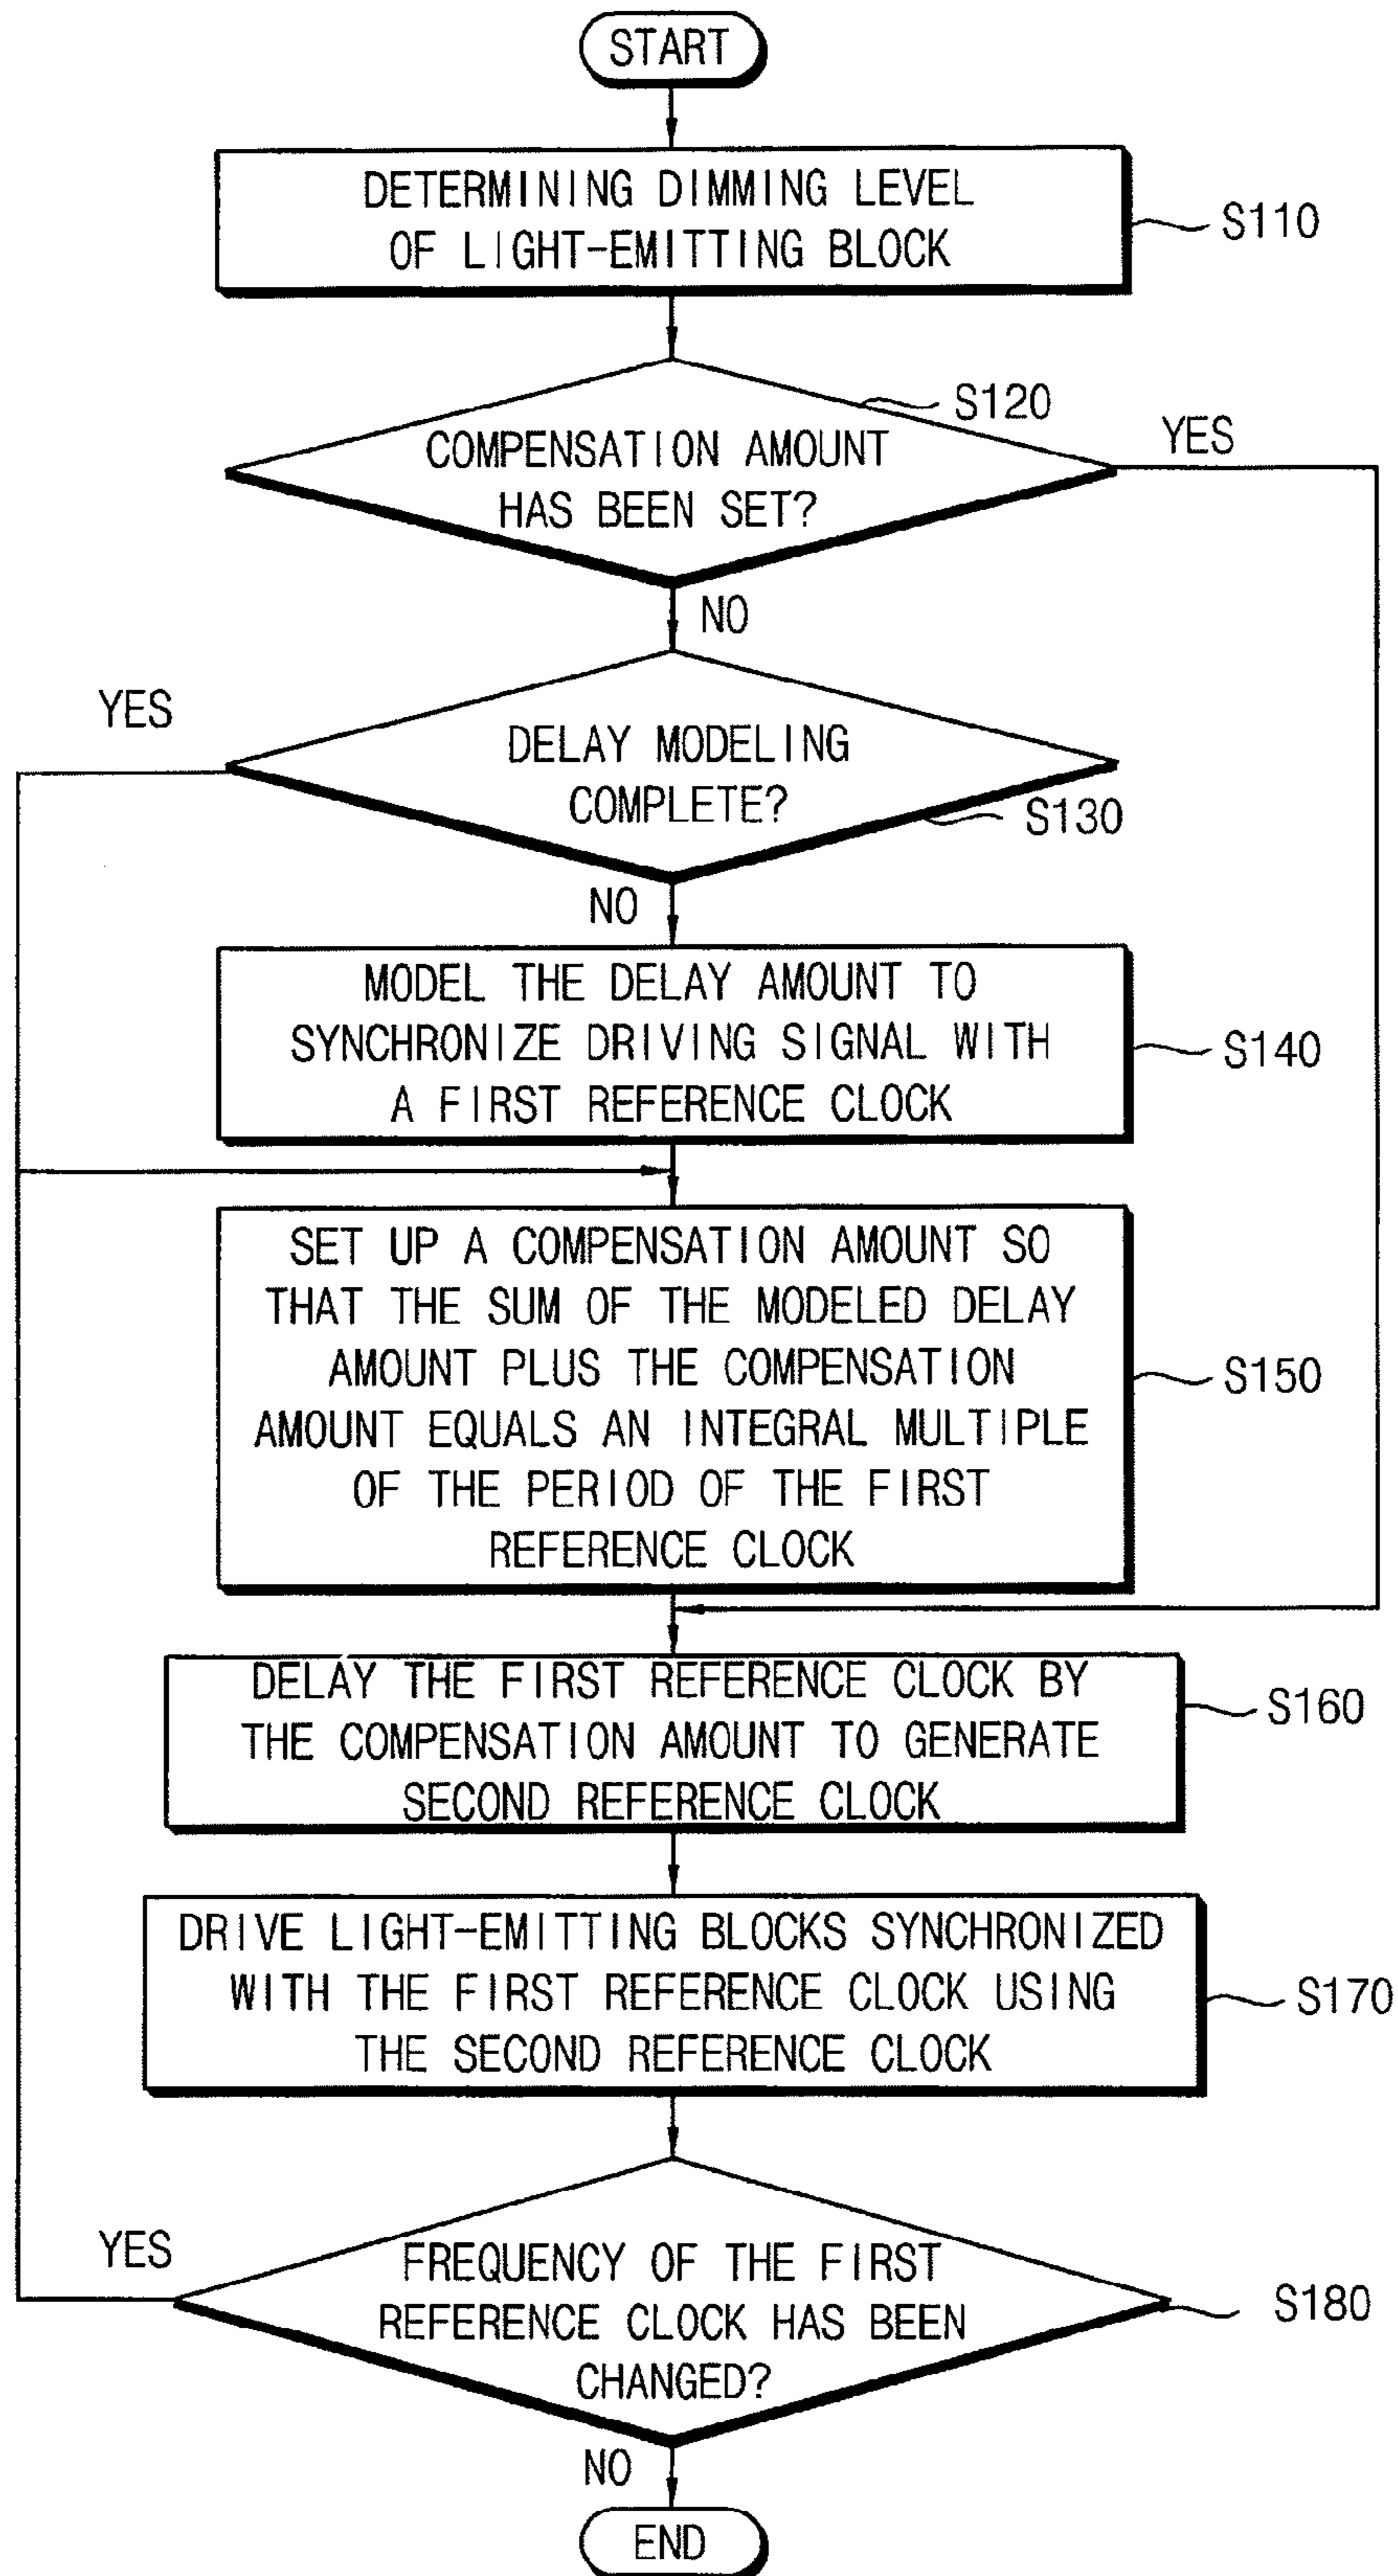 START
DETERMINING DIMMING LEVEL
OF LIGHT-EMITTING BLOCK
S110
S120
YES
COMPENSATION AMOUNT
HAS BEEN SET?
NO
YES
DELAY MODELING
COMPLETE?
S130
NO
MODEL THE DELAY AMOUNT TO
SYNCHRONIZE DRIVING SIGNAL WITH
A FIRST REFERENCE CLOCK
S140
SET UP A COMPENSATION AMOUNT SO
THAT THE SUM OF THE MODELED DELAY
AMOUNT PLUS THE COMPENSATION
AMOUNT EQUALS AN INTEGRAL MULTIPLE
OF THE PERIOD OF THE FIRST
REFERENCE CLOCK
S150
DELAY THE FIRST REFERENCE CLOCK BY
THE COMPENSATION AMOUNT TO GENERATE
SECOND REFERENCE CLOCK
S160
DRIVE LIGHT-EMITTING BLOCKS SYNCHRONIZED
WITH THE FIRST REFERENCE CLOCK USING
THE SECOND REFERENCE CLOCK
S170
YES
FREQUENCY OF THE FIRST
REFERENCE CLOCK HAS BEEN
CHANGED?
S180
NO
END